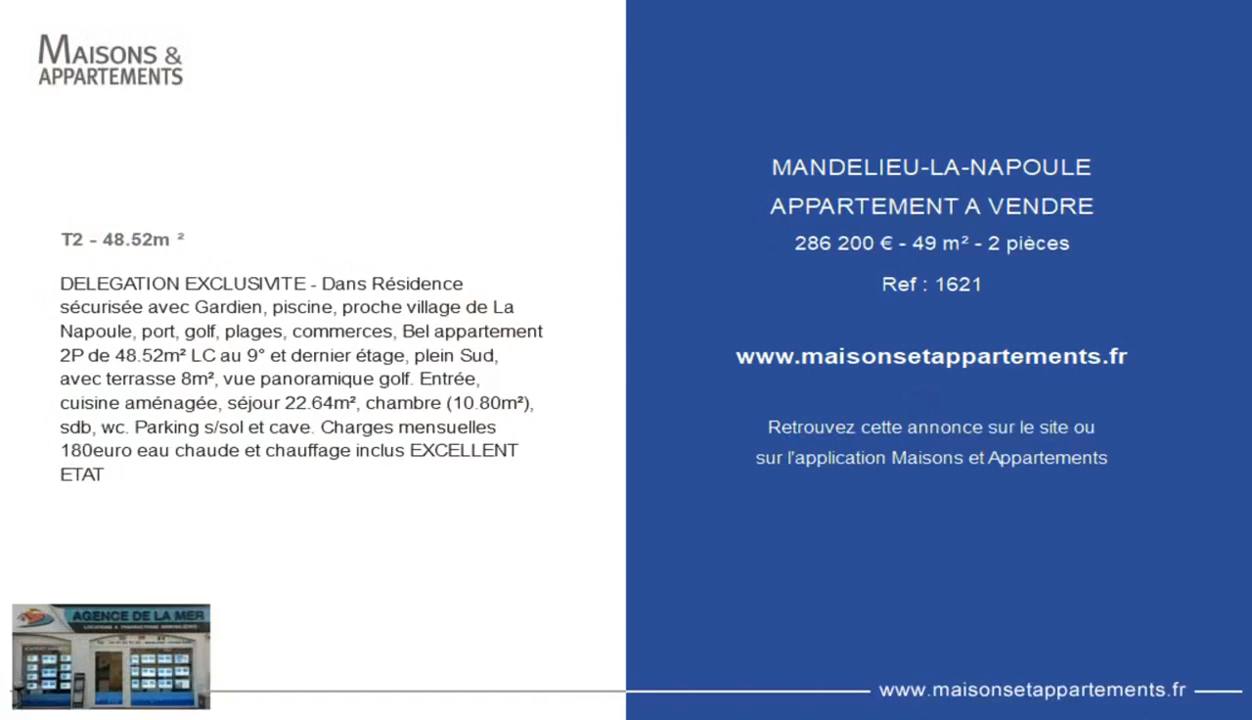 MAISONS &
APPARTEMENTS
T2 - 48.52m ²
DELEGATION EXCLUSIVITE - Dans Résidence
sécurisée avec Gardien, piscine, proche village de La
Napoule, port, golf, plages, commerces, Bel appartement
2P de 48.52m² LC au 9° et dernier étage, plein Sud,
avec terrasse 8m², vue panoramique golf. Entrée,
cuisine aménagée, séjour 22.64m², chambre (10.80m²),
sdb, wc. Parking s/sol et cave. Charges mensuelles
180euro eau chaude et chauffage inclus EXCELLENT
ETAT
AGENCE DE LA MER
LOCATIONS & TRANSACTIONS IMMOBILIÈRES
MANDELIEU-LA-NAPOULE
APPARTEMENT A VENDRE
286 200 € - 49 m² - 2 pièces
Ref : 1621
www.maisonsetappartements.fr
Retrouvez cette annonce sur le site ou
sur l'application Maisons et Appartements
www.maisonsetappartements.fr